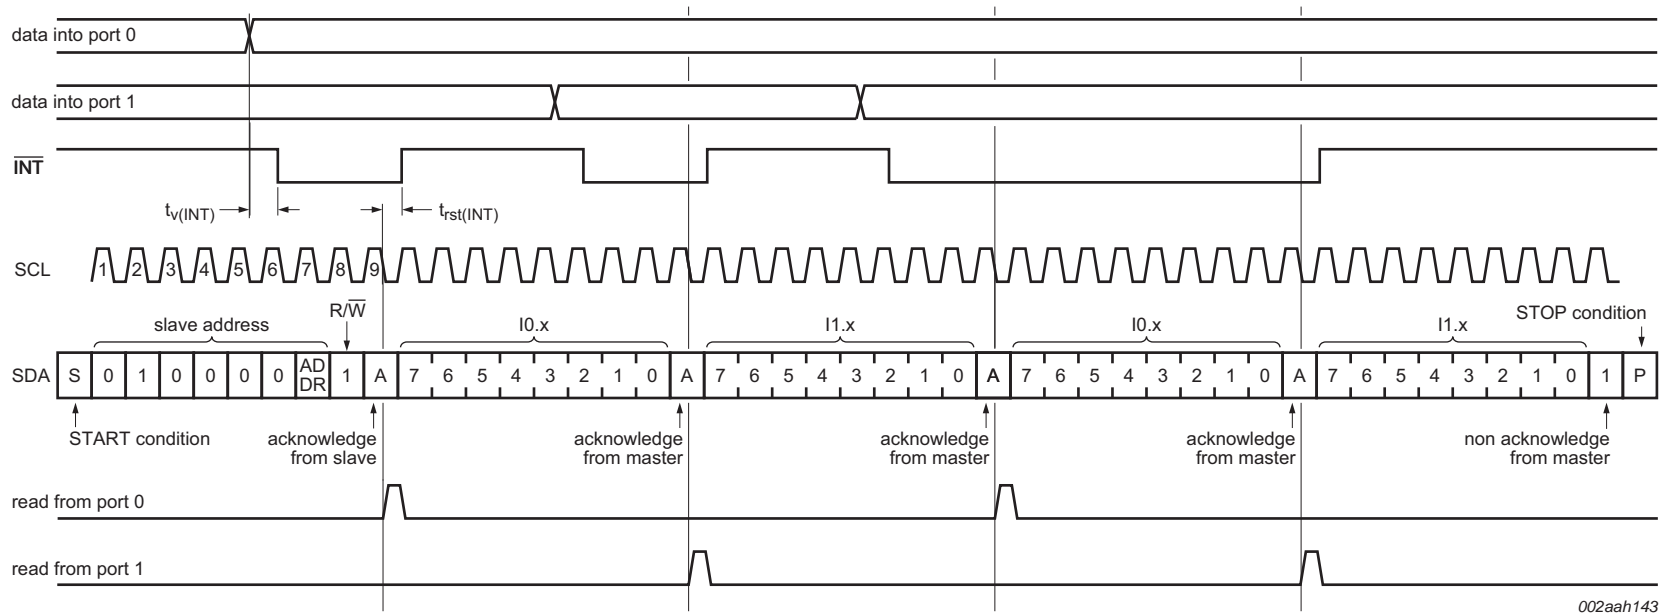 data into port 0
data into port 1
INT
tv(INT)
trst(INT)
SCL
1 2 3 4 5 6 7 8 9
R/W
STOP condition
slave address
I0.x
I1.x
I0.x
I1.x
SDA
S 0 1 0 0 0 0 AD DR 1 A 7 6 5 4 3 2 1 0 A 7 6 5 4 3 2 1 0 A 7 6 5 4 3 2 1 0 A 7 6 5 4 3 2 1 0 1 P
START condition
acknowledge
from slave
acknowledge
from master
acknowledge
from master
acknowledge
from master
non acknowledge
from master
read from port 0
read from port 1
002aah143